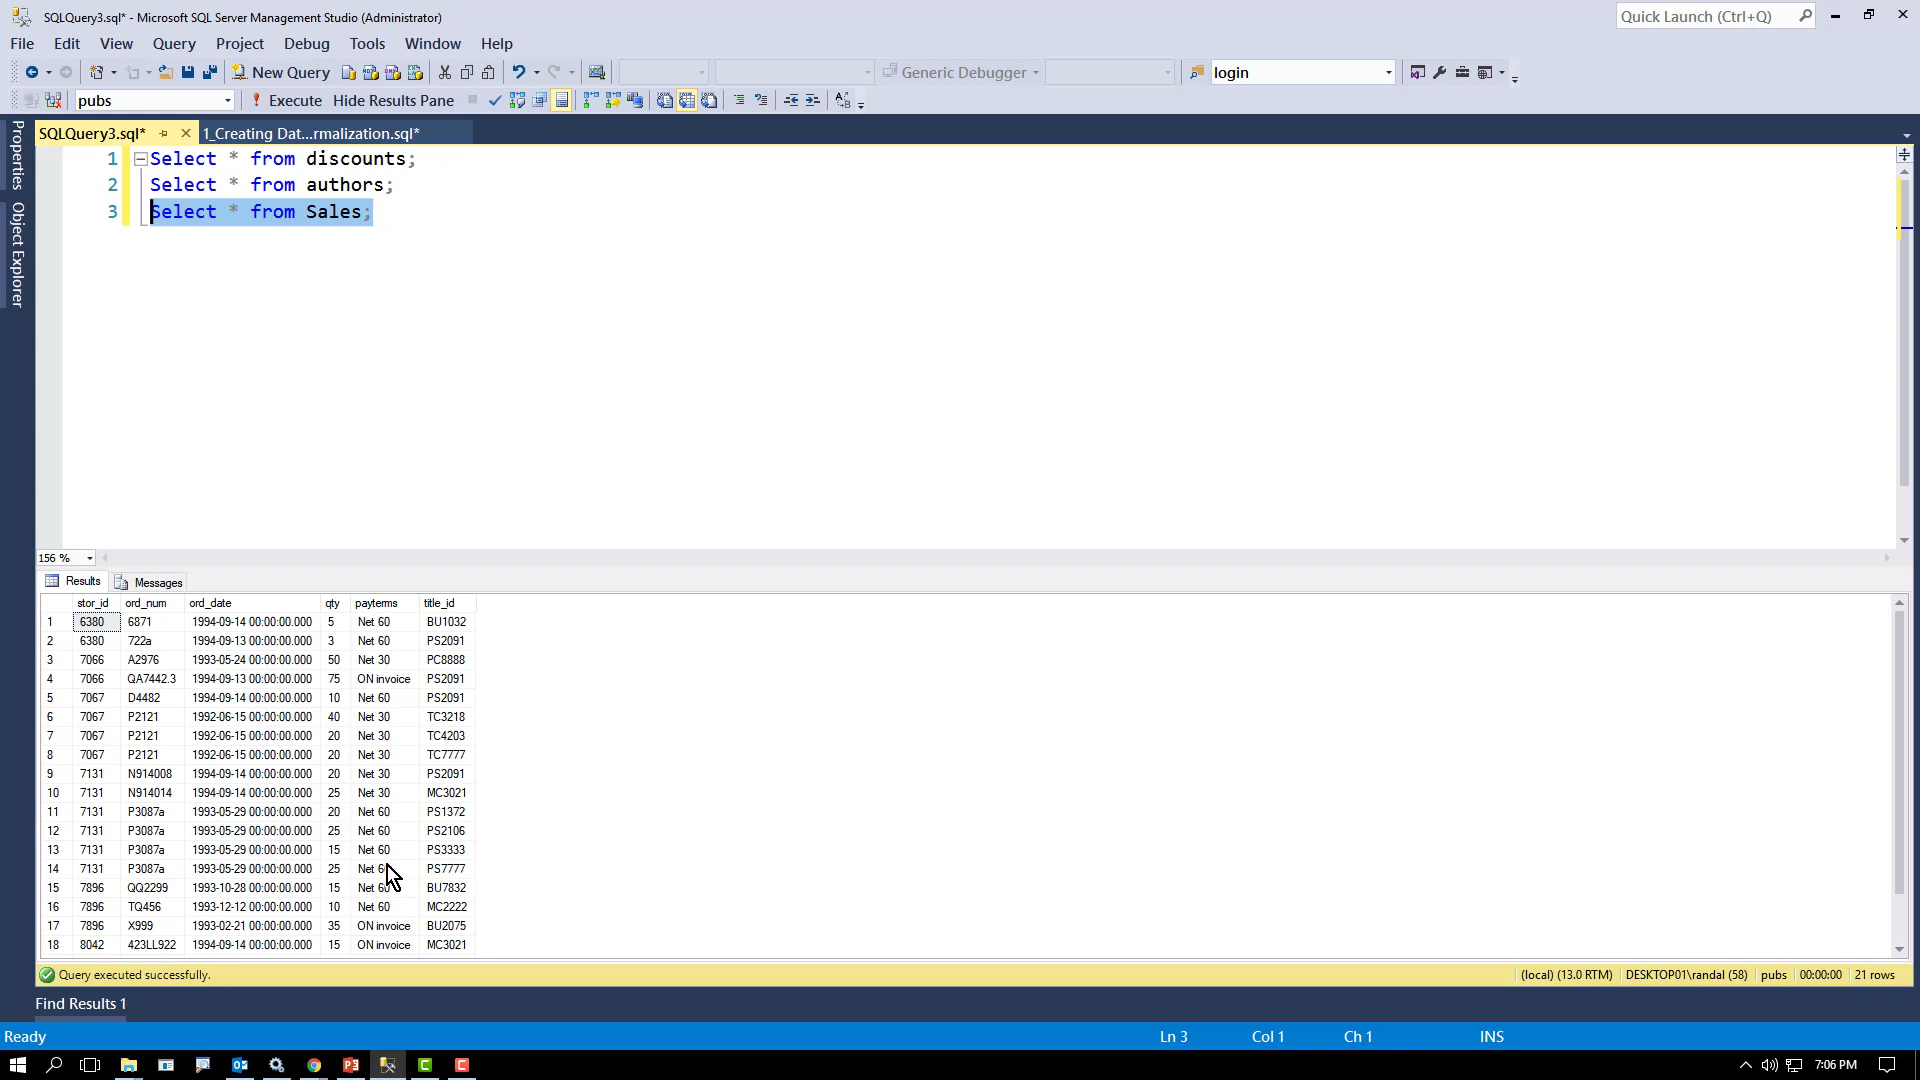 SQLQuery3.sql* - Microsoft SQL Server Management Studio (Administrator)
Quick Launch (Ctrl+Q)
File Edit View Query Project Debug Tools Window Help
New Query Generic Debugger login
pubs Execute Hide Results Pane
SQLQuery3.sql* 1_Creating Dat...rmalization.sql*
Properties
Object Explorer
1 Select * from discounts;
2 Select * from authors;
3 Select * from Sales;
156 %
Results Messages
stor_id ord_num ord_date qty payterms title_id
1 6380 6871 1994-09-14 00:00:00.000 5 Net 60 BU1032
2 6380 722a 1994-09-13 00:00:00.000 3 Net 60 PS2091
3 7066 A2976 1993-05-24 00:00:00.000 50 Net 30 PC8888
4 7066 QA7442.3 1994-09-13 00:00:00.000 75 ON invoice PS2091
5 7067 D4482 1994-09-14 00:00:00.000 10 Net 60 PS2091
6 7067 P2121 1992-06-15 00:00:00.000 40 Net 30 TC3218
7 7067 P2121 1992-06-15 00:00:00.000 20 Net 30 TC4203
8 7067 P2121 1992-06-15 00:00:00.000 20 Net 30 TC7777
9 7131 N914008 1994-09-14 00:00:00.000 20 Net 30 PS2091
10 7131 N914014 1994-09-14 00:00:00.000 25 Net 30 MC3021
11 7131 P3087a 1993-05-29 00:00:00.000 20 Net 60 PS1372
12 7131 P3087a 1993-05-29 00:00:00.000 25 Net 60 PS2106
13 7131 P3087a 1993-05-29 00:00:00.000 15 Net 60 PS3333
14 7131 P3087a 1993-05-29 00:00:00.000 25 Net 60 PS7777
15 7896 QQ2299 1993-10-28 00:00:00.000 15 Net 60 BU7832
16 7896 TQ456 1993-12-12 00:00:00.000 10 Net 60 MC2222
17 7896 X999 1993-02-21 00:00:00.000 35 ON invoice BU2075
18 8042 423LL922 1994-09-14 00:00:00.000 15 ON invoice MC3021
Query executed successfully. (local) (13.0 RTM) DESKTOP01\randal (58) pubs 00:00:00 21 rows
Find Results 1
Ready Ln 3 Col 1 Ch 1 INS
7:06 PM